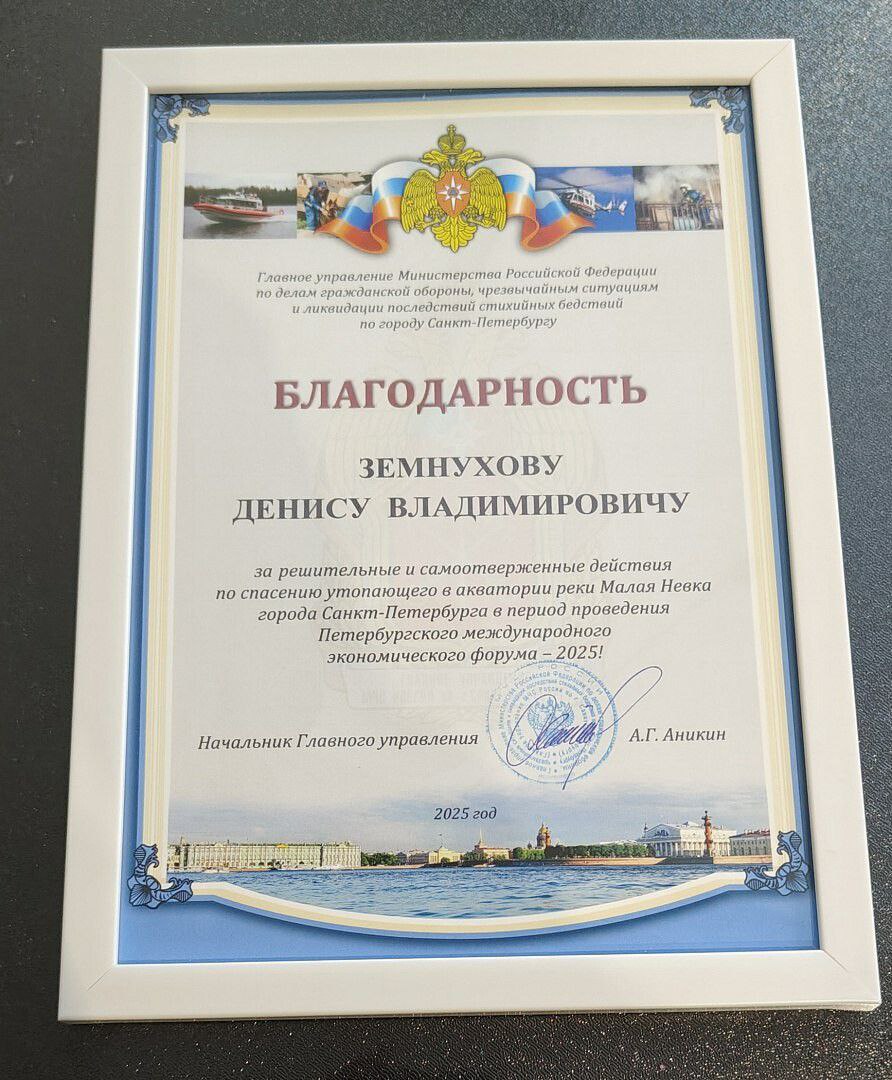 Главное управление Министерства Российской Федерации
по делам гражданской обороны, чрезвычайным ситуациям
и ликвидации последствий стихийных бедствий
по городу Санкт-Петербургу
БЛАГОДАРНОСТЬ
ЗЕМНУХОВУ
ДЕНИСУ ВЛАДИМИРОВИЧУ
за решительные и самоотверженные действия
по спасению утопающего в акватории реки Малая Невка
города Санкт-Петербурга в период проведения
Петербургского международного
экономического форума – 2025!
Начальник Главного управления
А.Г. Аникин
2025 год